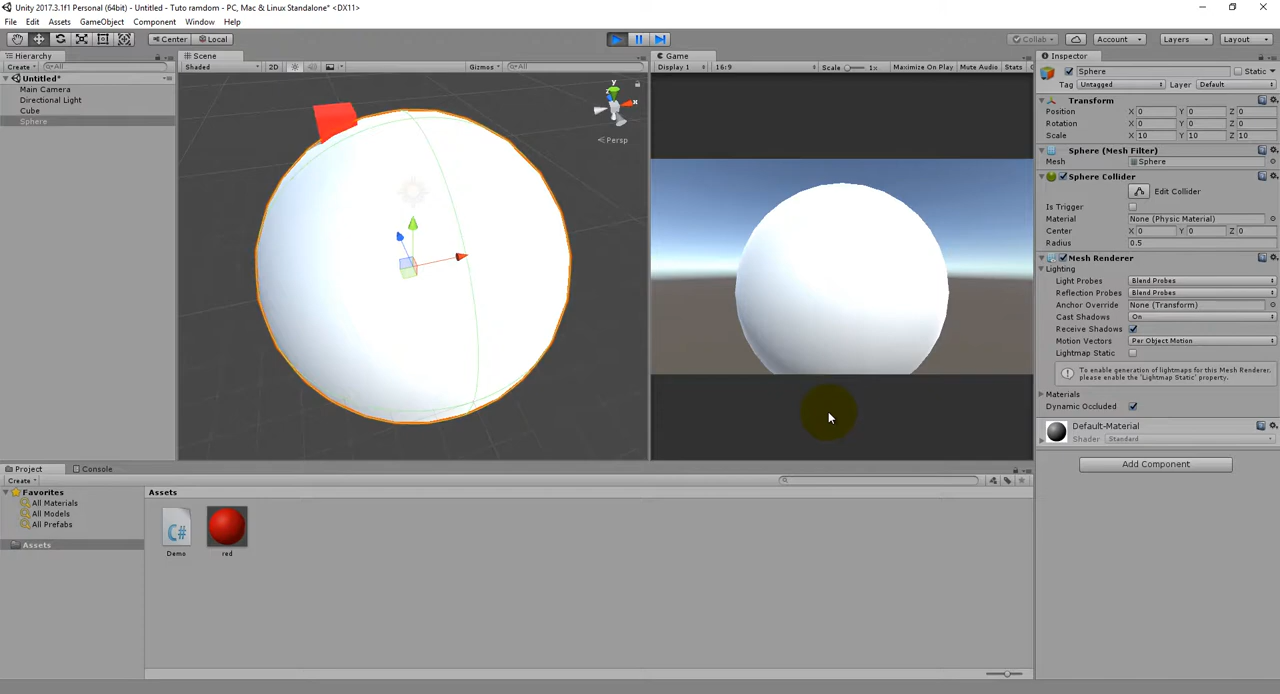 Unity 2017.3.1f1 Personal (64bit) - Untitled - Tuto ramdom - PC, Mac & Linux Standalone* <DX11>
File Edit Assets GameObject Component Window Help
Center Local
Collab Account Layers Layout
Hierarchy
Create All
Untitled*
Main Camera
Directional Light
Cube
Sphere
Scene
Shaded 2D Gizmos All
y
x
Persp
Game
Display 1 16:9 Scale 1x Maximize On Play Mute Audio Stats
Inspector
Sphere Static
Tag Untagged Layer Default
Transform
Position X 0 Y 0 Z 0
Rotation X 0 Y 0 Z 0
Scale X 10 Y 10 Z 10
Sphere (Mesh Filter)
Mesh Sphere
Sphere Collider
Edit Collider
Is Trigger
Material None (Physic Material)
Center X 0 Y 0 Z 0
Radius 0.5
Mesh Renderer
Lighting
Light Probes Blend Probes
Reflection Probes Blend Probes
Anchor Override None (Transform)
Cast Shadows On
Receive Shadows
Motion Vectors Per Object Motion
Lightmap Static
To enable generation of lightmaps for this Mesh Renderer,
please enable the 'Lightmap Static' property.
Materials
Dynamic Occluded
Default-Material
Shader Standard
Add Component
Project Console
Create
Favorites
All Materials
All Models
All Prefabs
Assets
Assets
C#
Demo
red